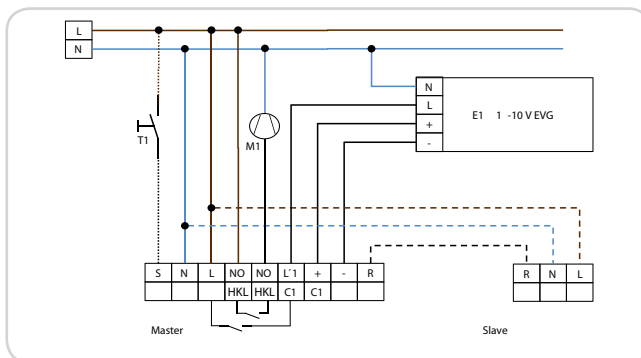 L
N
N
L
+
-
E1 1 -10 V EVG
T1
M1
S N L NO NO L´1 + - R
HKL HKL C1 C1
R N L
Master
Slave